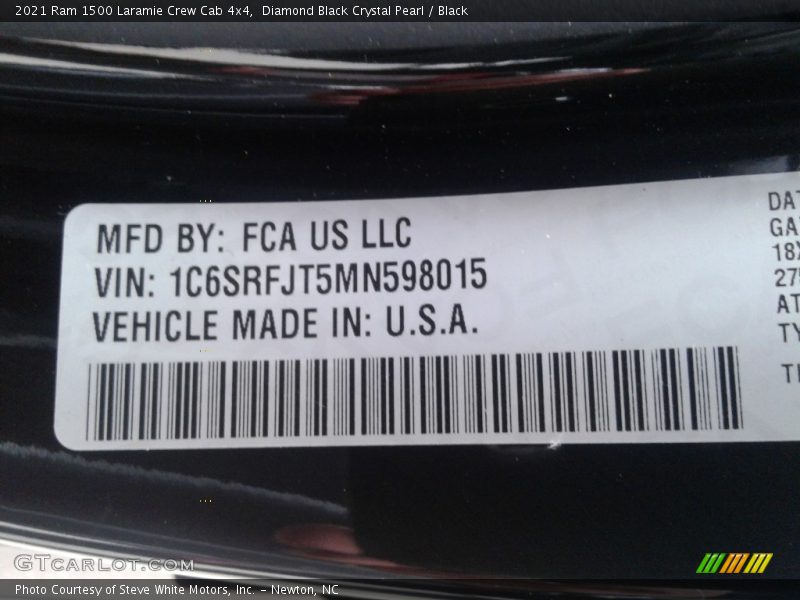 2021 Ram 1500 Laramie Crew Cab 4x4, Diamond Black Crystal Pearl / Black
MFD BY: FCA US LLC
VIN: 1C6SRFJT5MN598015
VEHICLE MADE IN: U.S.A.
GTCARLOT.COM
Photo Courtesy of Steve White Motors, Inc. – Newton, NC